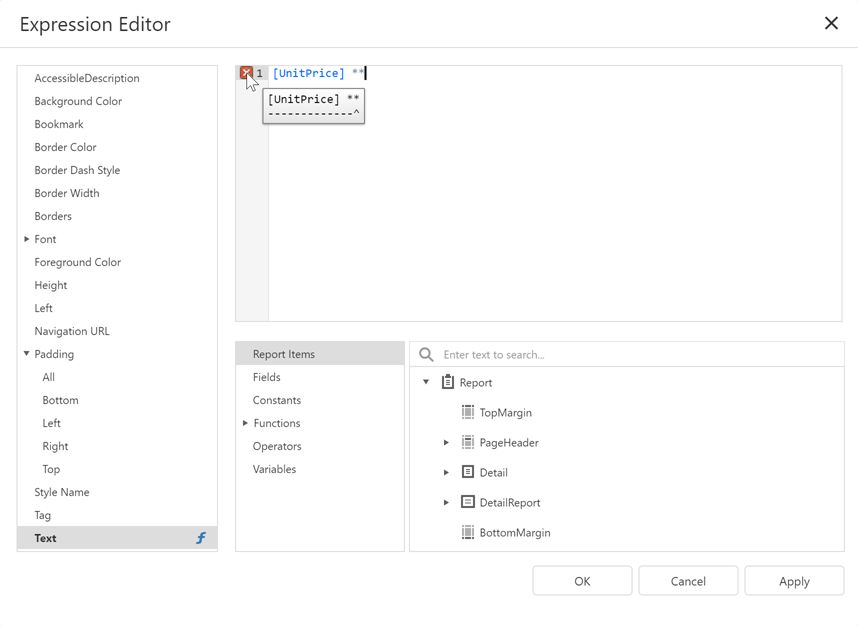 Expression Editor
AccessibleDescription
Background Color
Bookmark
Border Color
Border Dash Style
Border Width
Borders
Font
Foreground Color
Height
Left
Navigation URL
Padding
All
Bottom
Left
Right
Top
Style Name
Tag
Text
1 [UnitPrice] **
[UnitPrice] **
-------------^
Report Items
Fields
Constants
Functions
Operators
Variables
Enter text to search...
Report
TopMargin
PageHeader
Detail
DetailReport
BottomMargin
OK
Cancel
Apply